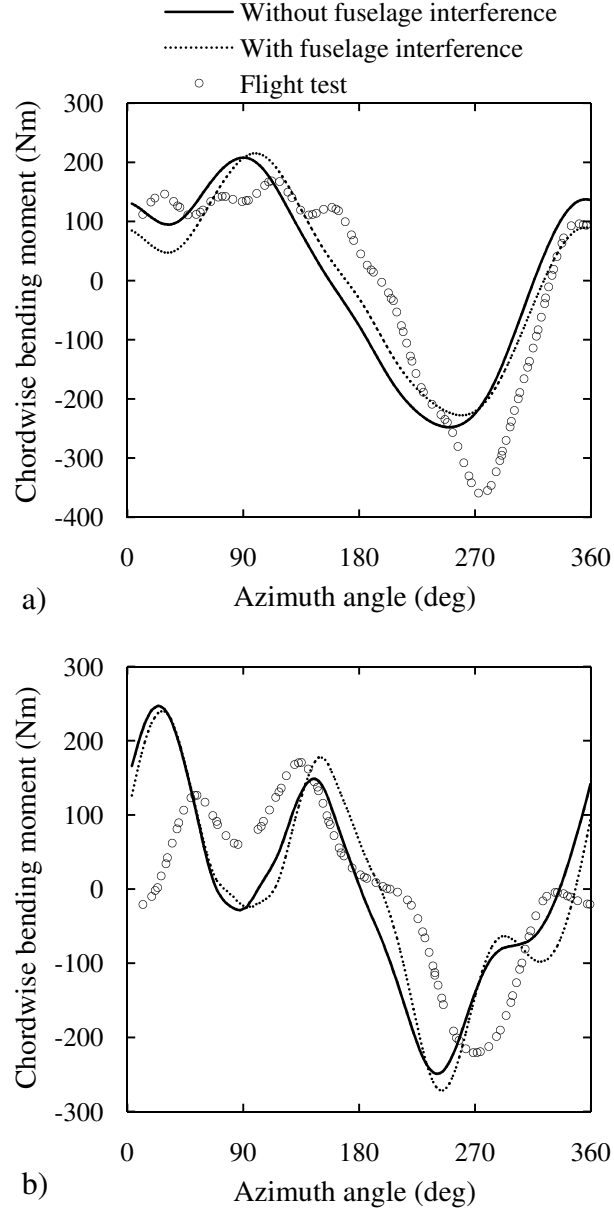 Without fuselage interference
With fuselage interference
Flight test
300
200
100
0
-100
-200
-300
-400
Chordwise bending moment (Nm)
0 90 180 270 360
a) Azimuth angle (deg)
300
200
100
0
-100
-200
-300
Chordwise bending moment (Nm)
0 90 180 270 360
b) Azimuth angle (deg)